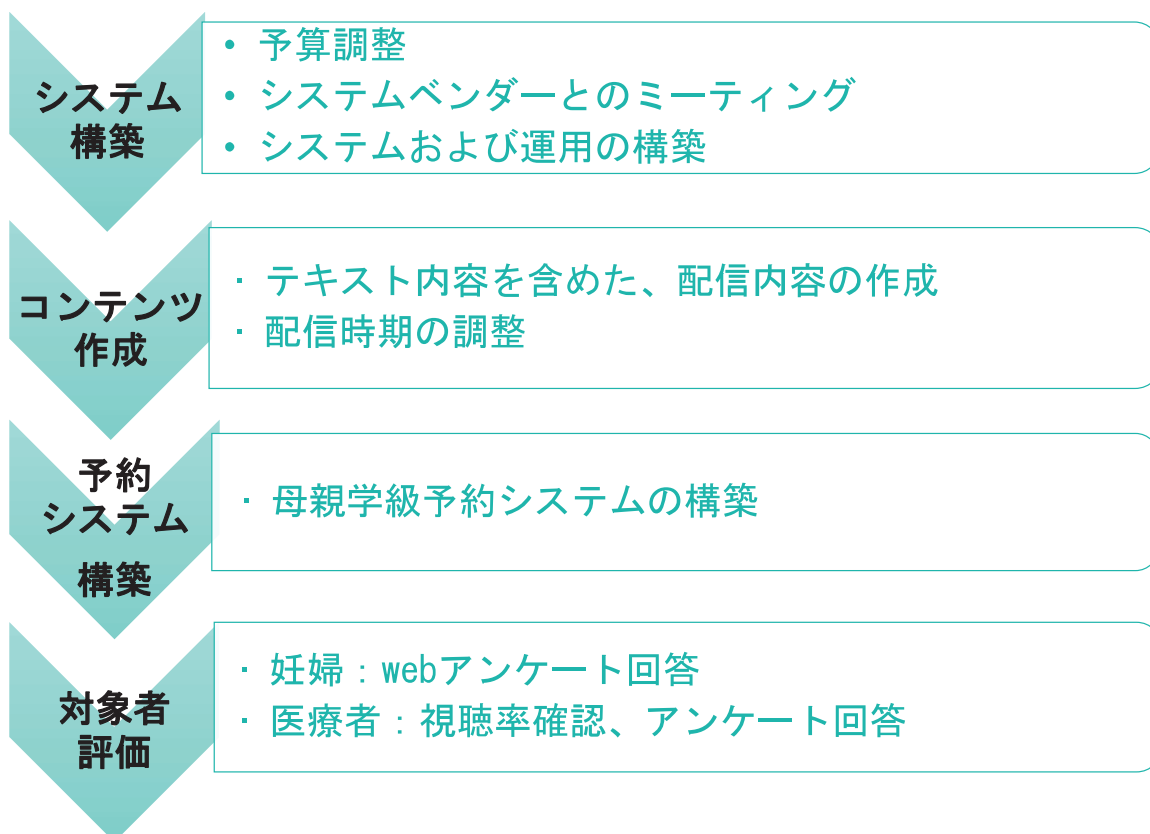 システム
構築
• 予算調整
• システムベンダーとのミーティング
• システムおよび運用の構築
コンテンツ
作成
・テキスト内容を含めた、配信内容の作成
・配信時期の調整
予約
システム
構築
・母親学級予約システムの構築
対象者
評価
・妊婦：webアンケート回答
・医療者：視聴率確認、アンケート回答